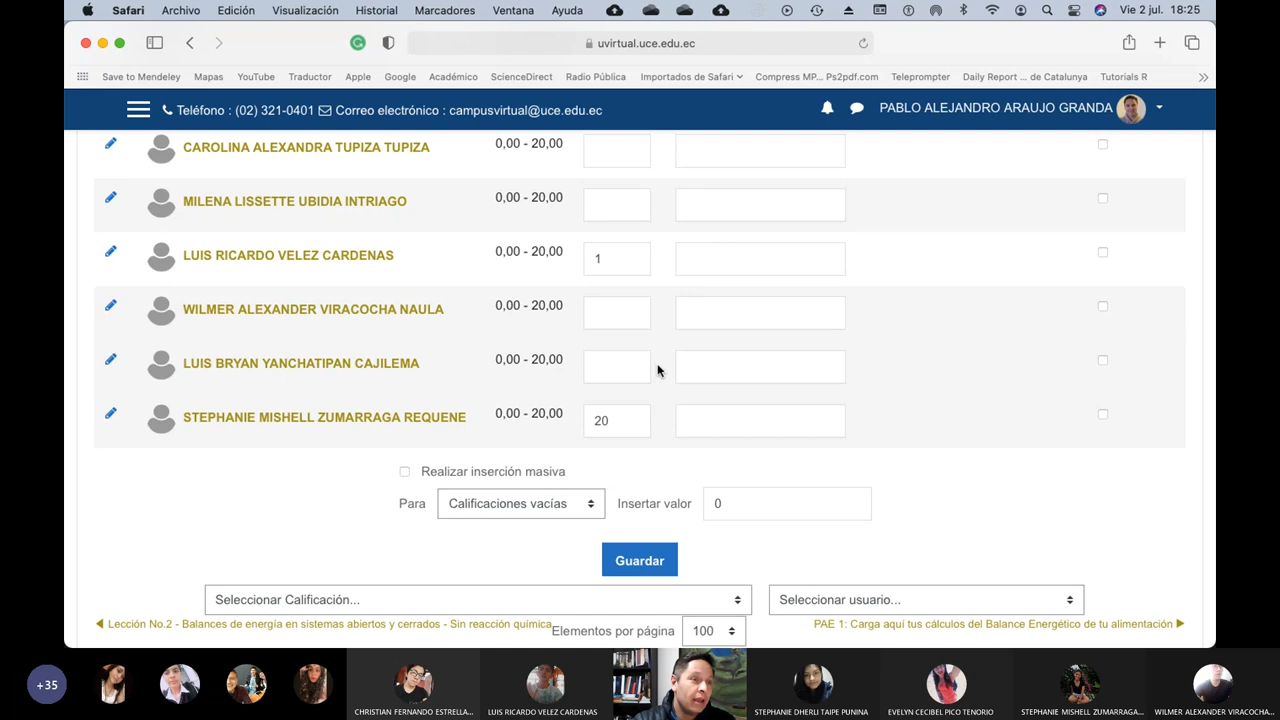 Safari Archivo Edición Visualización Historial Marcadores Ventana Ayuda Vie 2 jul. 18:25
uvirtual.uce.edu.ec
Save to Mendeley Mapas YouTube Traductor Apple Google Académico ScienceDirect Radio Pública Importados de Safari Compress MP... Ps2pdf.com Teleprompter Daily Report ... de Catalunya Tutorials R
Teléfono : (02) 321-0401 Correo electrónico : campusvirtual@uce.edu.ec PABLO ALEJANDRO ARAUJO GRANDA
CAROLINA ALEXANDRA TUPIZA TUPIZA 0,00 - 20,00
MILENA LISSETTE UBIDIA INTRIAGO 0,00 - 20,00
LUIS RICARDO VELEZ CARDENAS 0,00 - 20,00 1
WILMER ALEXANDER VIRACOCHA NAULA 0,00 - 20,00
LUIS BRYAN YANCHATIPAN CAJILEMA 0,00 - 20,00
STEPHANIE MISHELL ZUMARRAGA REQUENE 0,00 - 20,00 20
Realizar inserción masiva
Para Calificaciones vacías Insertar valor 0
Guardar
Seleccionar Calificación... Seleccionar usuario...
Lección No.2 - Balances de energía en sistemas abiertos y cerrados - Sin reacción química Elementos por página 100 PAE 1: Carga aquí tus cálculos del Balance Energético de tu alimentación
+35 CHRISTIAN FERNANDO ESTRELLA... LUIS RICARDO VELEZ CARDENAS STEPHANIE DHERLI TAIPE PUNINA EVELYN CECIBEL PICO TENORIO STEPHANIE MISHELL ZUMARRAGA... WILMER ALEXANDER VIRACOCHA...